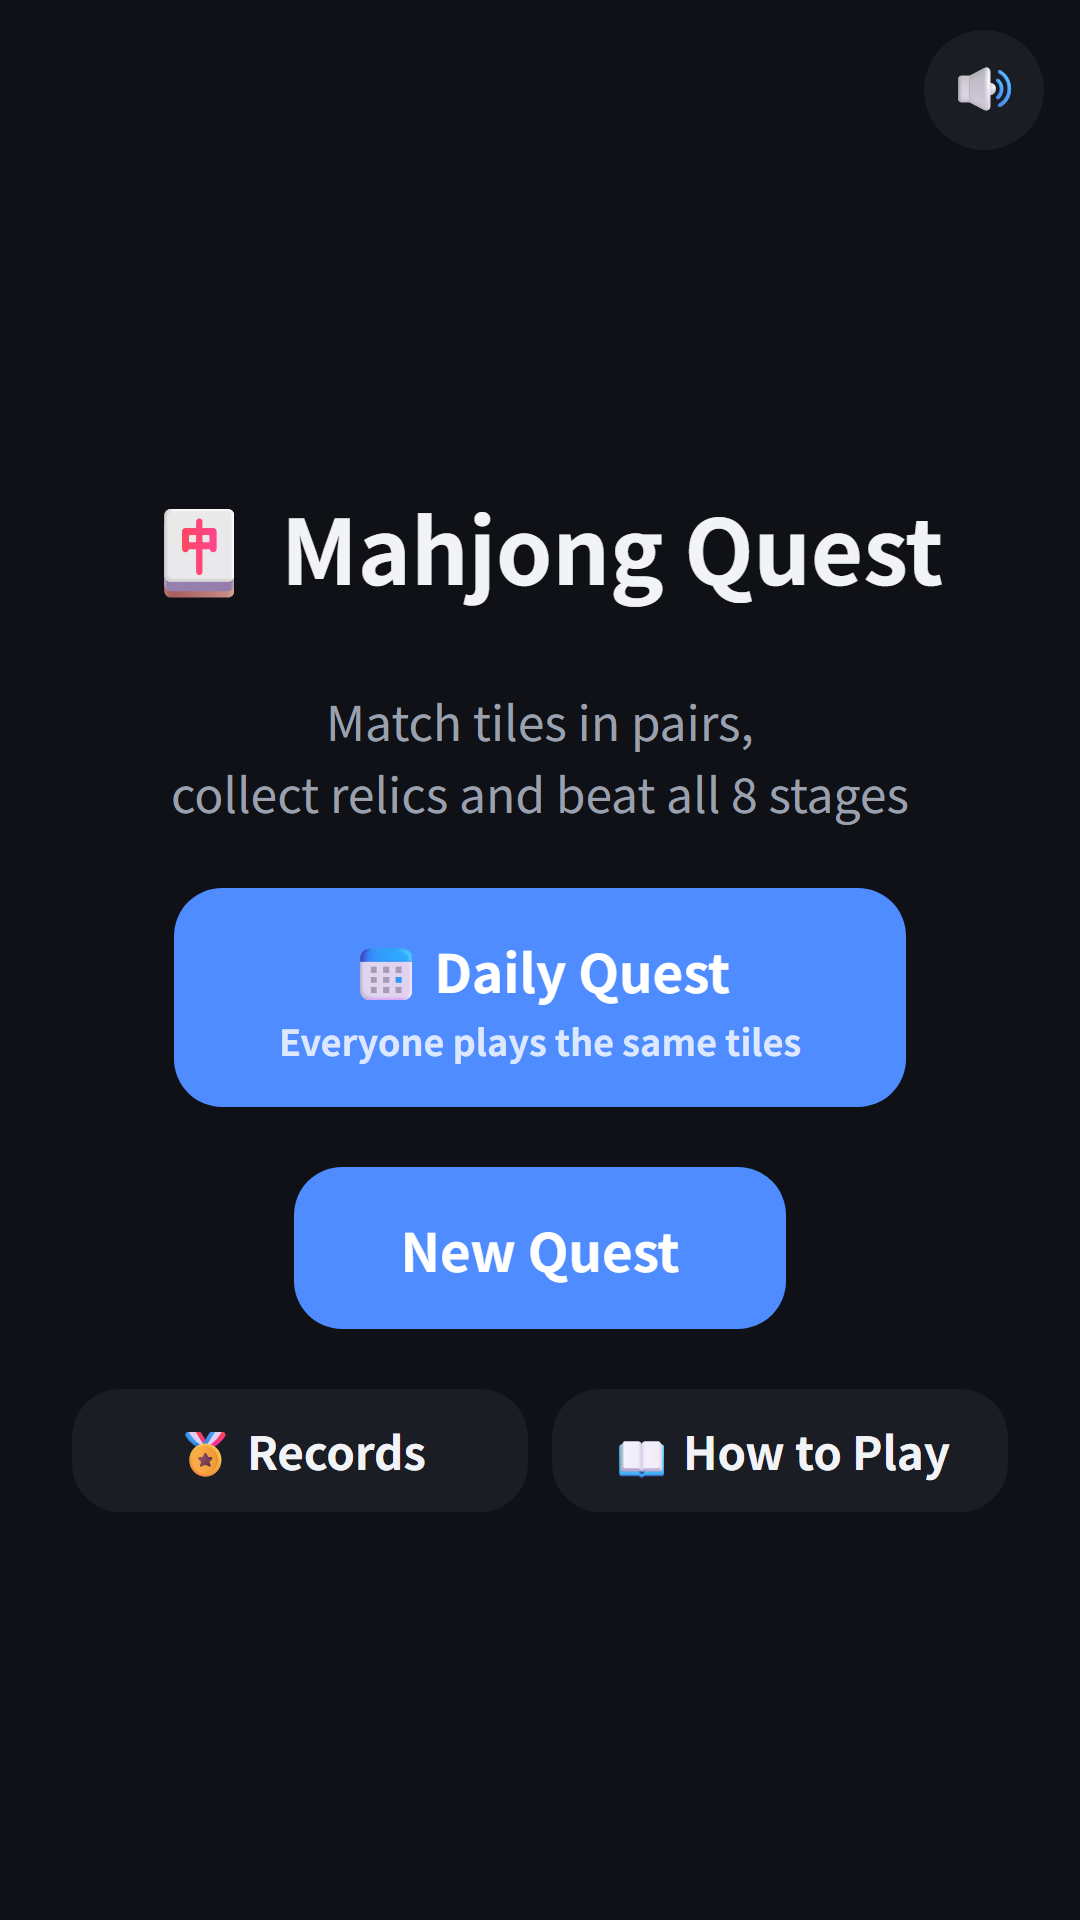 中 Mahjong Quest
Match tiles in pairs,
collect relics and beat all 8 stages
Daily Quest
Everyone plays the same tiles
New Quest
Records
How to Play